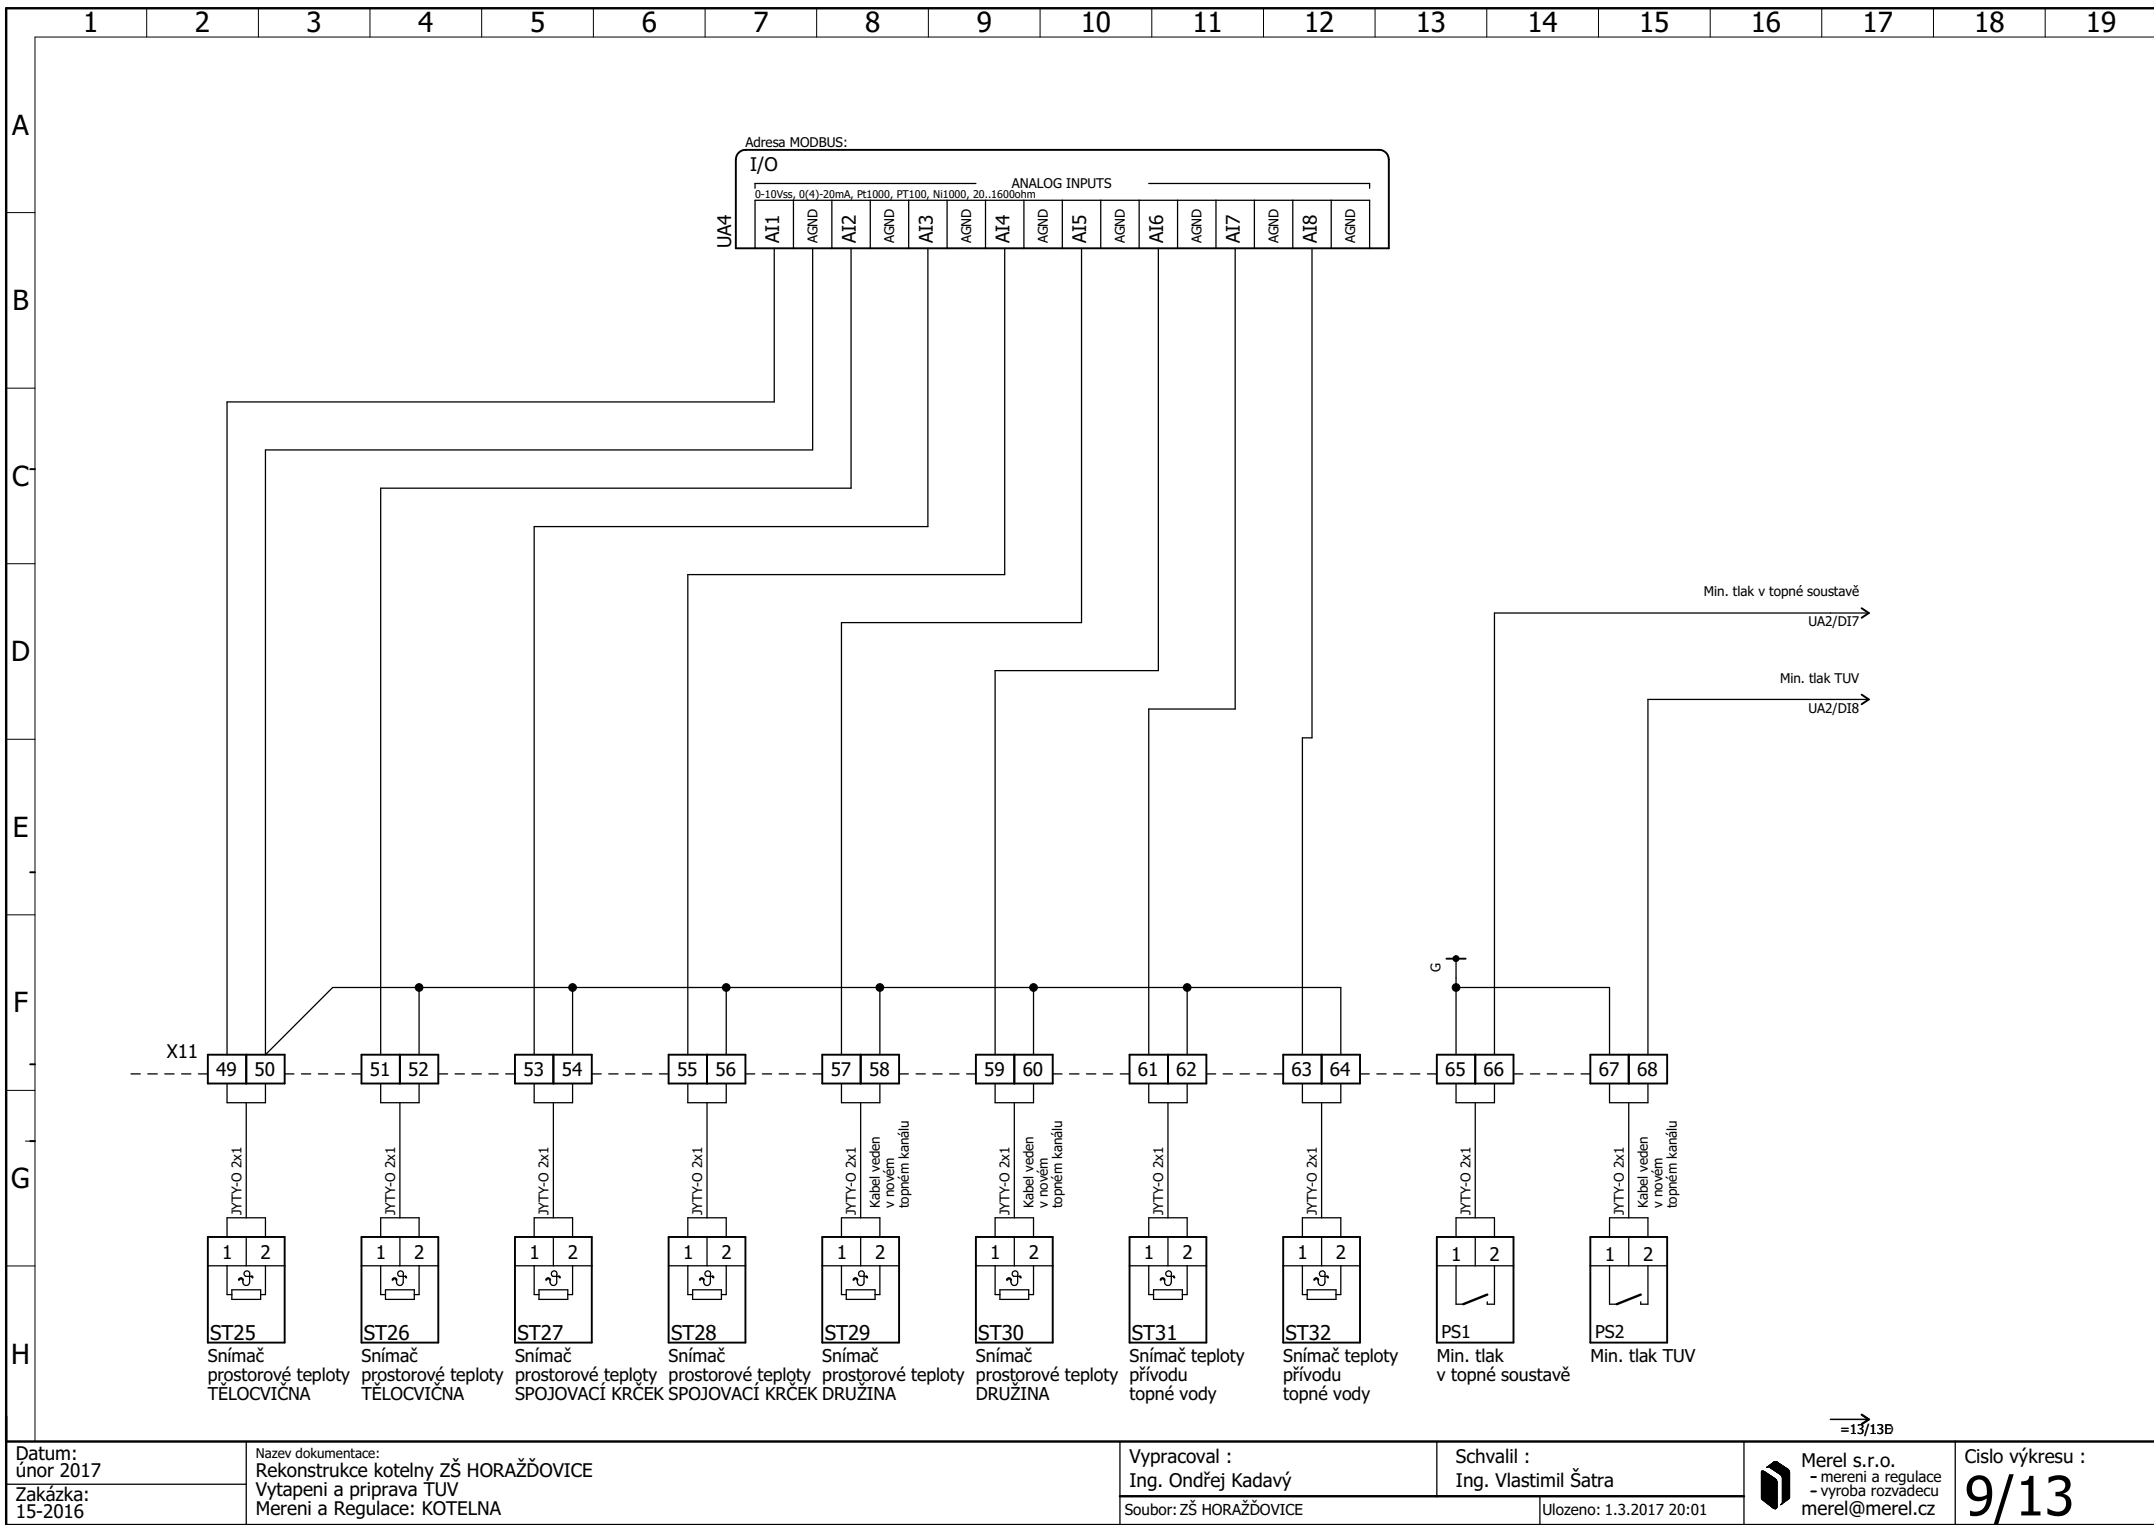 1 2 3 4 5 6 7 8 9 10 11 12 13 14 15 16 17 18 19
A
B
C
D
E
F
G
H
Adresa MODBUS:
I/O
ANALOG INPUTS
0-10Vss, 0(4)-20mA, Pt1000, PT100, Ni1000, 20..1600ohm
UA4
AI1 AGND AI2 AGND AI3 AGND AI4 AGND AI5 AGND AI6 AGND AI7 AGND AI8 AGND
Min. tlak v topné soustavě
UA2/DI7
Min. tlak TUV
UA2/DI8
G
X11
49 50 51 52 53 54 55 56 57 58 59 60 61 62 63 64 65 66 67 68
JYTY-O 2x1
JYTY-O 2x1
JYTY-O 2x1
JYTY-O 2x1
JYTY-O 2x1
Kabel veden
v novém
topném kanálu
JYTY-O 2x1
Kabel veden
v novém
topném kanálu
JYTY-O 2x1
JYTY-O 2x1
JYTY-O 2x1
JYTY-O 2x1
Kabel veden
v novém
topném kanálu
1 2 1 2 1 2 1 2 1 2 1 2 1 2 1 2 1 2 1 2
ST25
Snímač
prostorové teploty
TĚLOCVIČNA
ST26
Snímač
prostorové teploty
TĚLOCVIČNA
ST27
Snímač
prostorové teploty
SPOJOVACÍ KRČEK
ST28
Snímač
prostorové teploty
SPOJOVACÍ KRČEK
ST29
Snímač
prostorové teploty
DRUŽINA
ST30
Snímač
prostorové teploty
DRUŽINA
ST31
Snímač teploty
přívodu
topné vody
ST32
Snímač teploty
přívodu
topné vody
PS1
Min. tlak
v topné soustavě
PS2
Min. tlak TUV
Datum:
únor 2017
Zakázka:
15-2016
Nazev dokumentace:
Rekonstrukce kotelny ZŠ HORAŽĎOVICE
Vytapeni a priprava TUV
Mereni a Regulace: KOTELNA
Vypracoval :
Ing. Ondřej Kadavý
Schvalil :
Ing. Vlastimil Šatra
Soubor: ZŠ HORAŽĎOVICE
Ulozeno: 1.3.2017 20:01
Merel s.r.o.
- mereni a regulace
- vyroba rozvadecu
merel@merel.cz
Cislo výkresu :
9/13